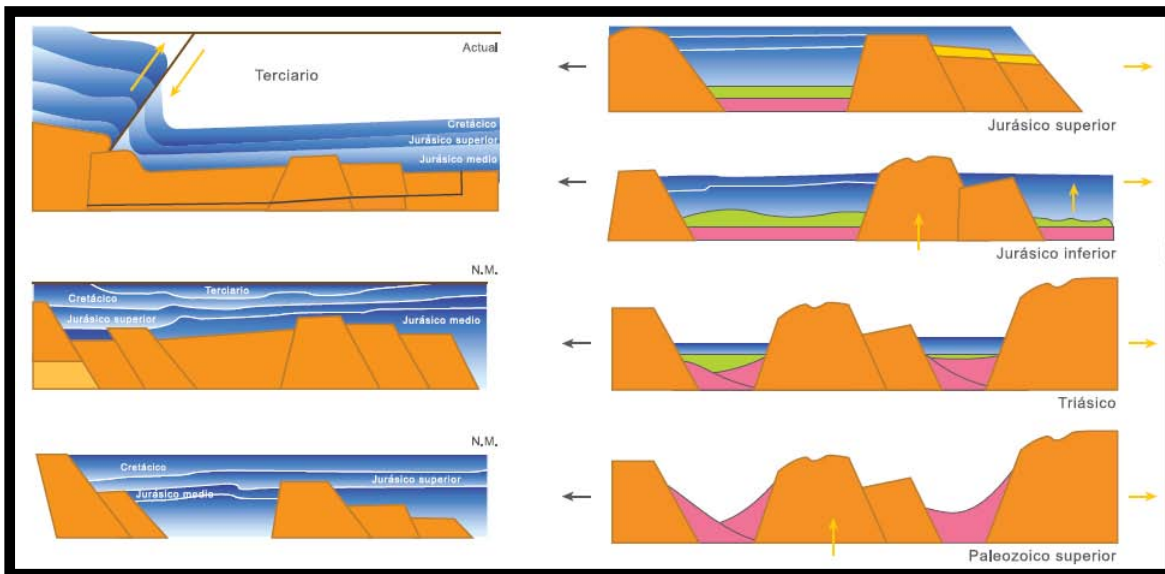 Actual
Terciario
Cretácico
Jurásico superior
Jurásico medio
N.M.
Terciario
Cretácico
Jurásico superior
Jurásico medio
N.M.
Cretácico
Jurásico superior
Jurásico medio
Jurásico superior
Jurásico inferior
Triásico
Paleozoico superior